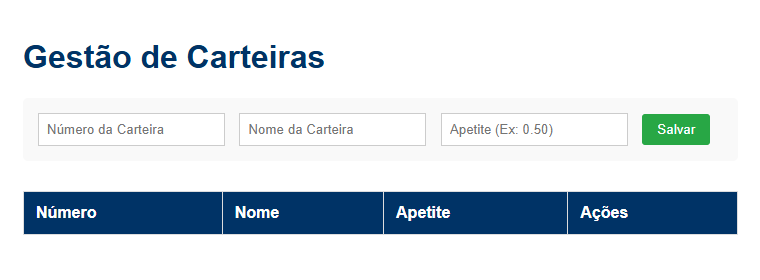 Gestão de Carteiras
Número da Carteira Nome da Carteira Apetite (Ex: 0.50) Salvar
Número Nome Apetite Ações